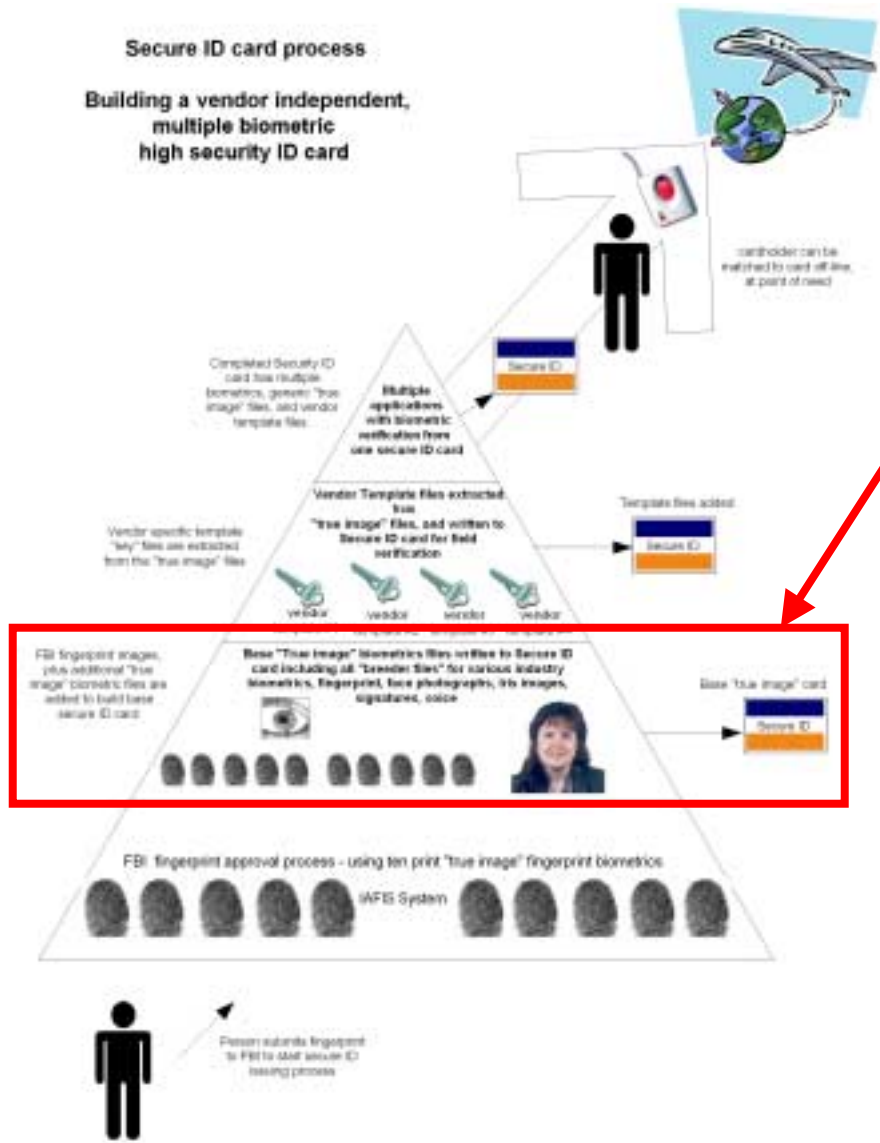 Secure ID card process
Building a vendor independent,
multiple biometric
high security ID card
cardholder can be
matched to card off-line,
at point of need
Completed Security ID
card has multiple
biometrics, generic "true
image" files, and vendor
template files
Secure ID
Multiple
applications
with biometric
verification from
one secure ID card
Vendor Template files extracted
true
"true image" files, and written to
Secure ID card for field
verification
Template files added
Secure ID
Vendor specific template
"key" files are extracted
from the "true image" files
vendor
vendor
vendor
vendor
FBI fingerprint images,
plus additional "true
image" biometric files are
added to build base
secure ID card
Base "True image" biometrics files written to Secure ID
card including all "breeder files" for various industry
biometrics, fingerprint, face photographs, iris images,
signatures, voice
Base "true image" card
Secure ID
FBI fingerprint approval process - using ten print "true image" fingerprint biometrics
IAFIS System
Person submits fingerprint
to FBI to start secure ID
issuing process